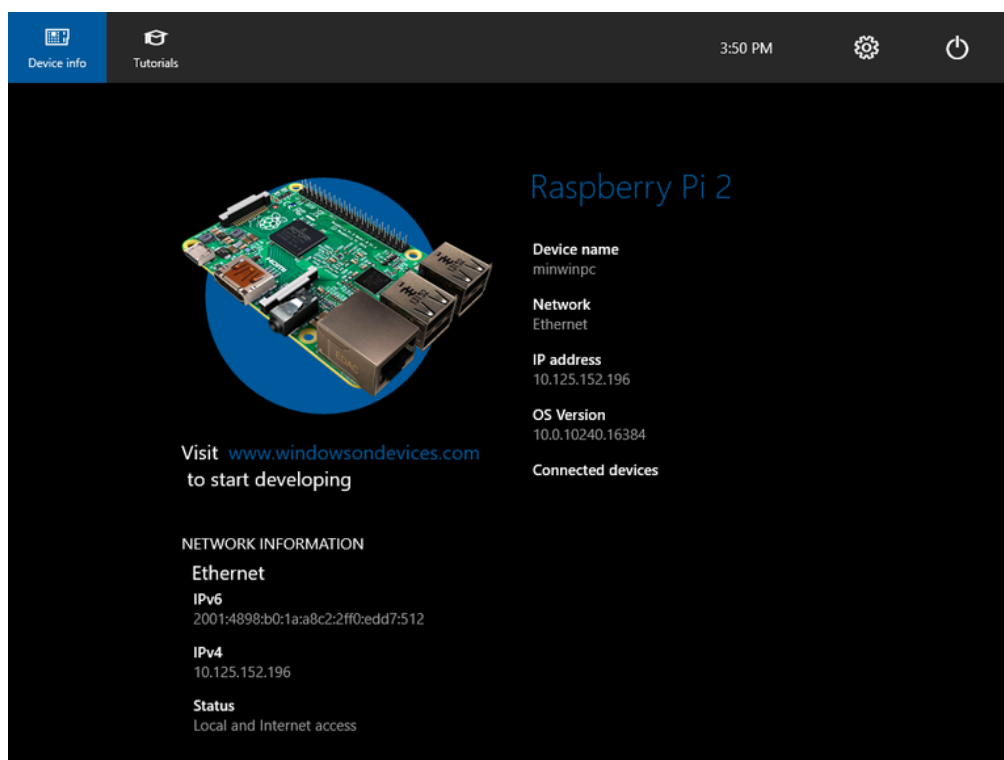 Device info
Tutorials
3:50 PM
Raspberry Pi 2
Device name
minwinpc
Network
Ethernet
IP address
10.125.152.196
OS Version
10.0.10240.16384
Connected devices
HDMI
EDAC
Visit www.windowsondevices.com
to start developing
NETWORK INFORMATION
Ethernet
IPv6
2001:4898:b0:1a:a8c2:2ff0:edd7:512
IPv4
10.125.152.196
Status
Local and Internet access